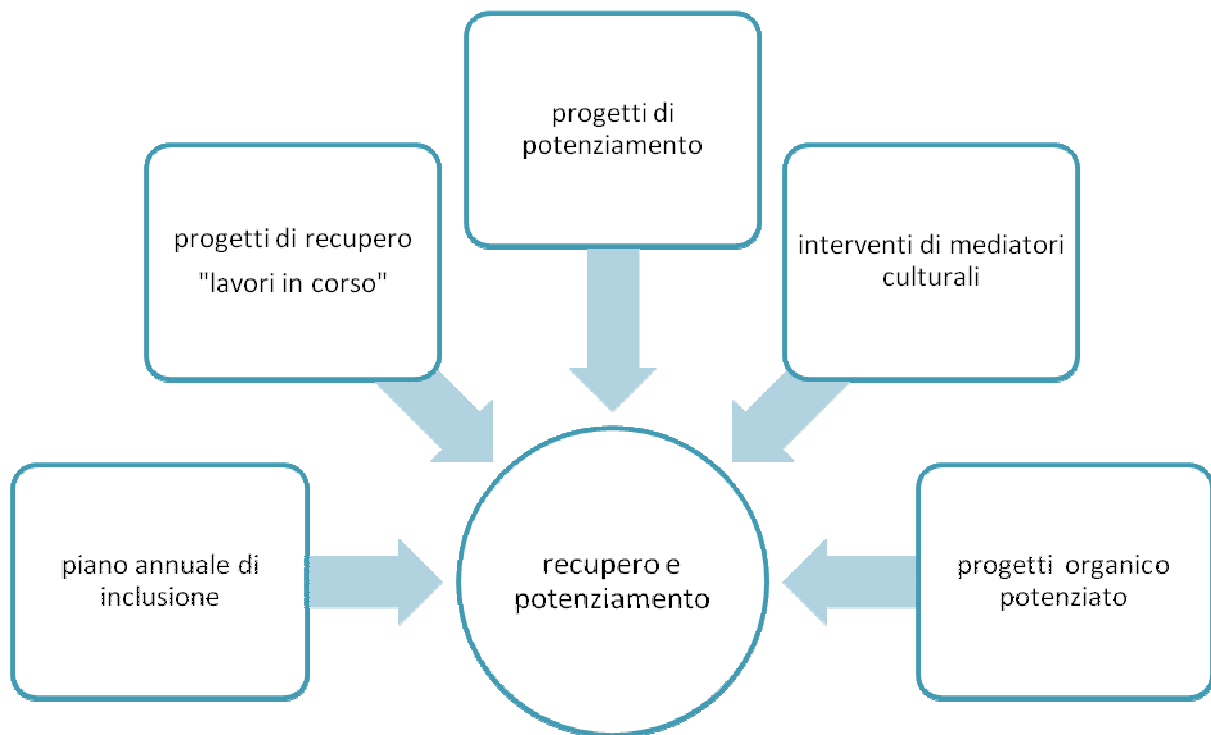 progetti di
potenziamento
progetti di recupero
"lavori in corso"
interventi di mediatori
culturali
piano annuale di
inclusione
recupero e
potenziamento
progetti organico
potenziato